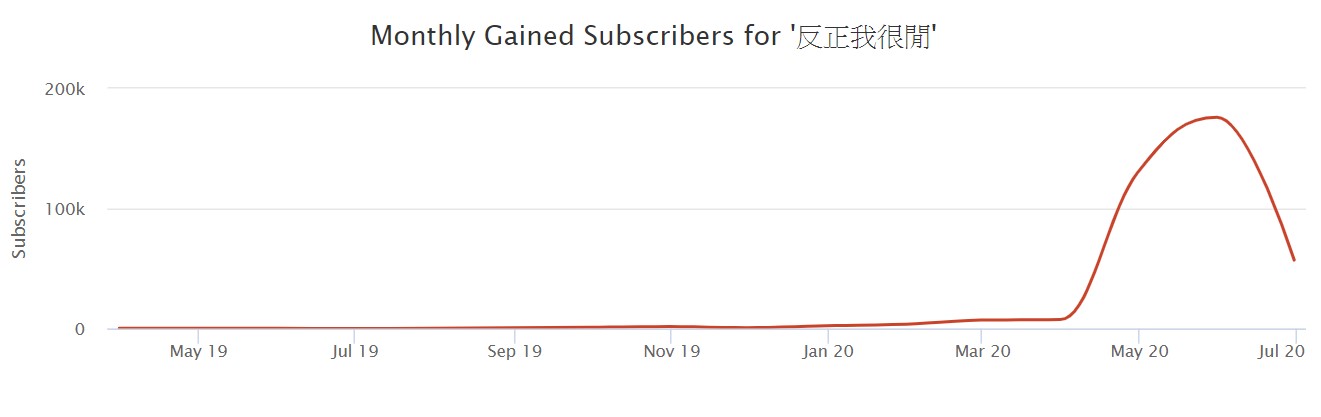 Monthly Gained Subscribers for '反正我很閒'
200k
100k
0
Subscribers
May 19 Jul 19 Sep 19 Nov 19 Jan 20 Mar 20 May 20 Jul 20